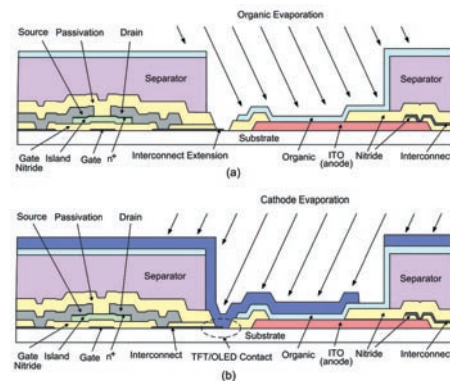 Organic Evaporation
Source Passivation Drain
Separator
Separator
Gate Nitride
Island
Gate
n+
Interconnect Extension
Substrate
Organic
ITO (anode)
Nitride
Interconnect
(a)
Cathode Evaporation
Source Passivation Drain
Separator
Separator
Gate Nitride
Island
Gate
n+
Interconnect
TFT/OLED Contact
Substrate
Organic
ITO (anode)
Nitride
Interconnect
(b)